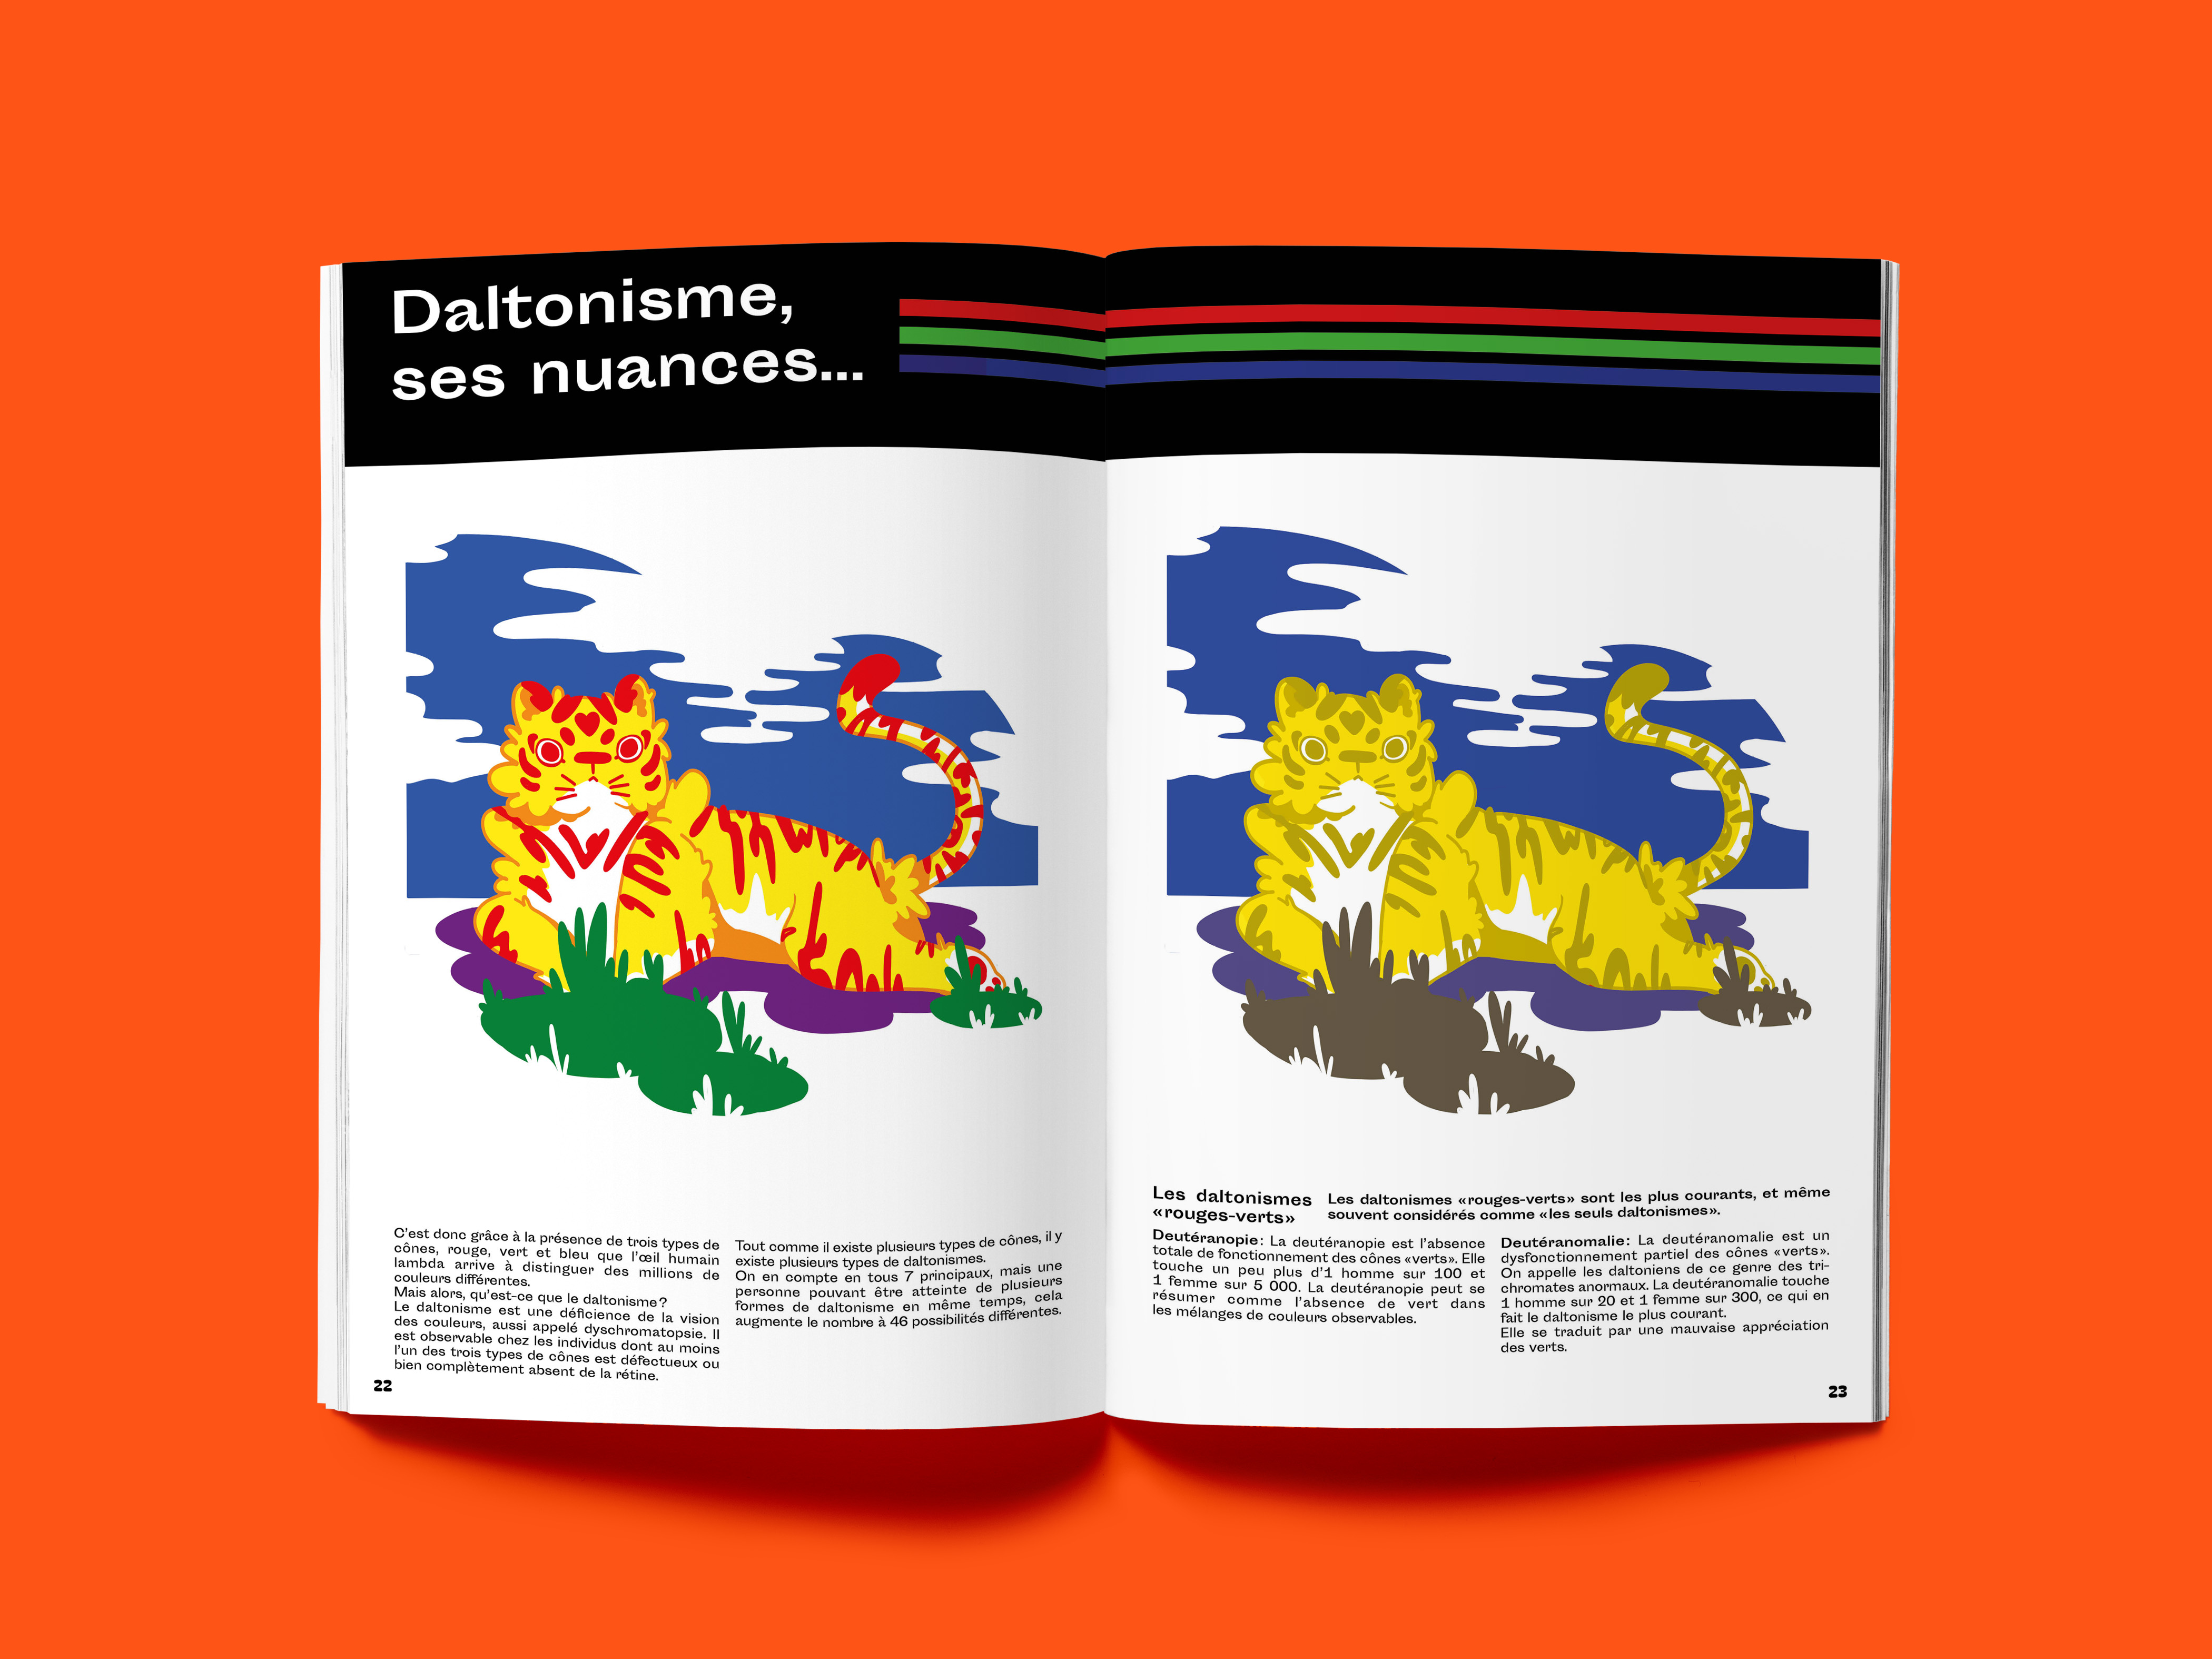 Daltonisme,
ses nuances...
C'est donc grâce à la présence de trois types de
cônes, rouge, vert et bleu que l'œil humain
lambda arrive à distinguer des millions de
couleurs différentes.
Mais alors, qu'est-ce que le daltonisme ?
Le daltonisme est une déficience de la vision
des couleurs, aussi appelé dyschromatopsie. Il
est observable chez les individus dont au moins
l'un des trois types de cônes est défectueux ou
bien complètement absent de la rétine.
Tout comme il existe plusieurs types de cônes, il y
existe plusieurs types de daltonismes.
On en compte en tous 7 principaux, mais une
personne pouvant être atteinte de plusieurs
formes de daltonisme en même temps, cela
augmente le nombre à 46 possibilités différentes.
22
Les daltonismes
«rouges-verts»
Les daltonismes «rouges-verts» sont les plus courants, et même
souvent considérés comme «les seuls daltonismes».
Deutéranopie : La deutéranopie est l'absence
totale de fonctionnement des cônes «verts». Elle
touche un peu plus d'1 homme sur 100 et
1 femme sur 5 000. La deutéranopie peut se
résumer comme l'absence de vert dans
les mélanges de couleurs observables.
Deutéranomalie : La deutéranomalie est un
dysfonctionnement partiel des cônes «verts».
On appelle les daltoniens de ce genre des tri-
chromates anormaux. La deutéranomalie touche
1 homme sur 20 et 1 femme sur 300, ce qui en
fait le daltonisme le plus courant.
Elle se traduit par une mauvaise appréciation
des verts.
23